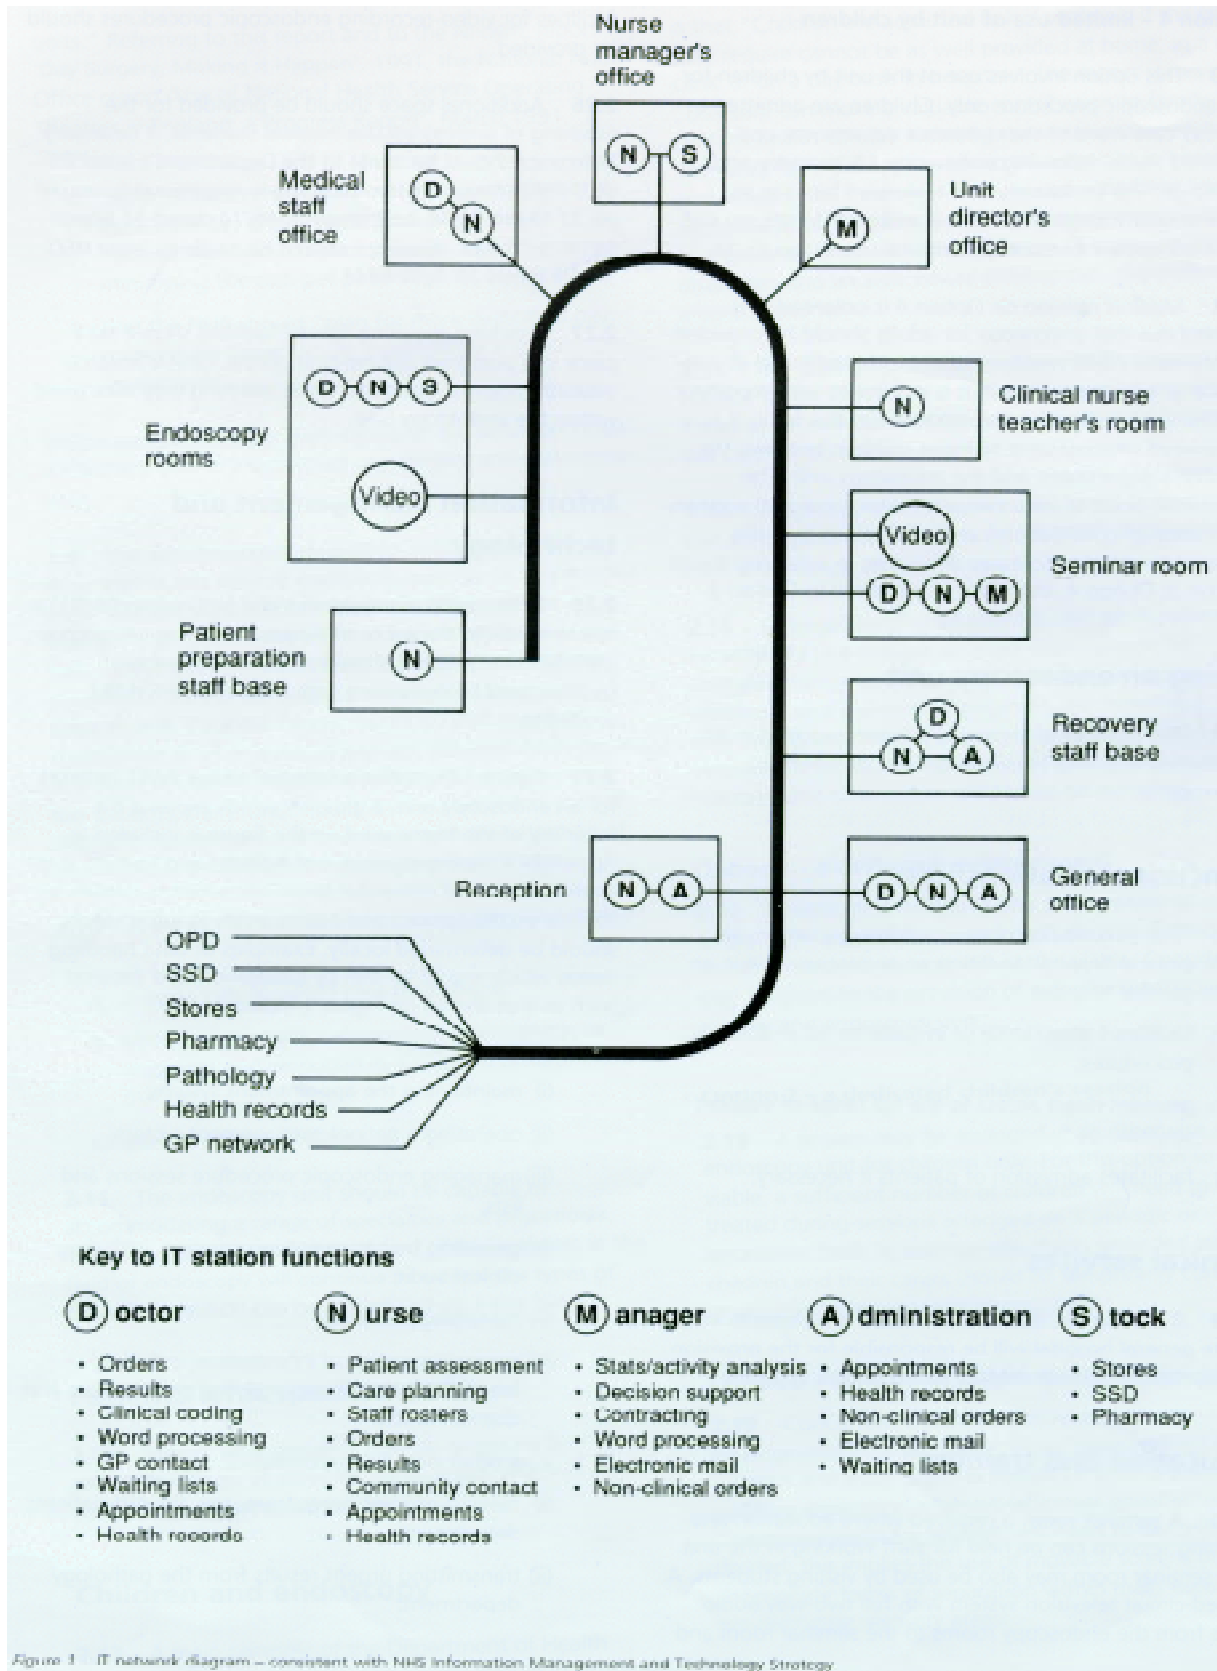 Nurse
manager's
office
N S
Medical
staff
office
D
N
Unit
director's
office
M
D N S
Endoscopy
rooms
Video
N
Clinical nurse
teacher's room
Video
Seminar room
D N M
Patient
preparation
staff base
N
D
N A
Recovery
staff base
Reception
N A
D N A
General
office
OPD
SSD
Stores
Pharmacy
Pathology
Health records
GP network
Key to IT station functions
D octor
• Orders
• Results
• Clinical coding
• Word processing
• GP contact
• Waiting lists
• Appointments
• Health records
N urse
• Patient assessment
• Care planning
• Staff rosters
• Orders
• Results
• Community contact
• Appointments
• Health records
M anager
• Stats/activity analysis
• Decision support
• Contracting
• Word processing
• Electronic mail
• Non-clinical orders
A dministration
• Appointments
• Health records
• Non-clinical orders
• Electronic mail
• Waiting lists
S tock
• Stores
• SSD
• Pharmacy
Figure 1 IT network diagram – consistent with NHS Information Management and Technology Strategy